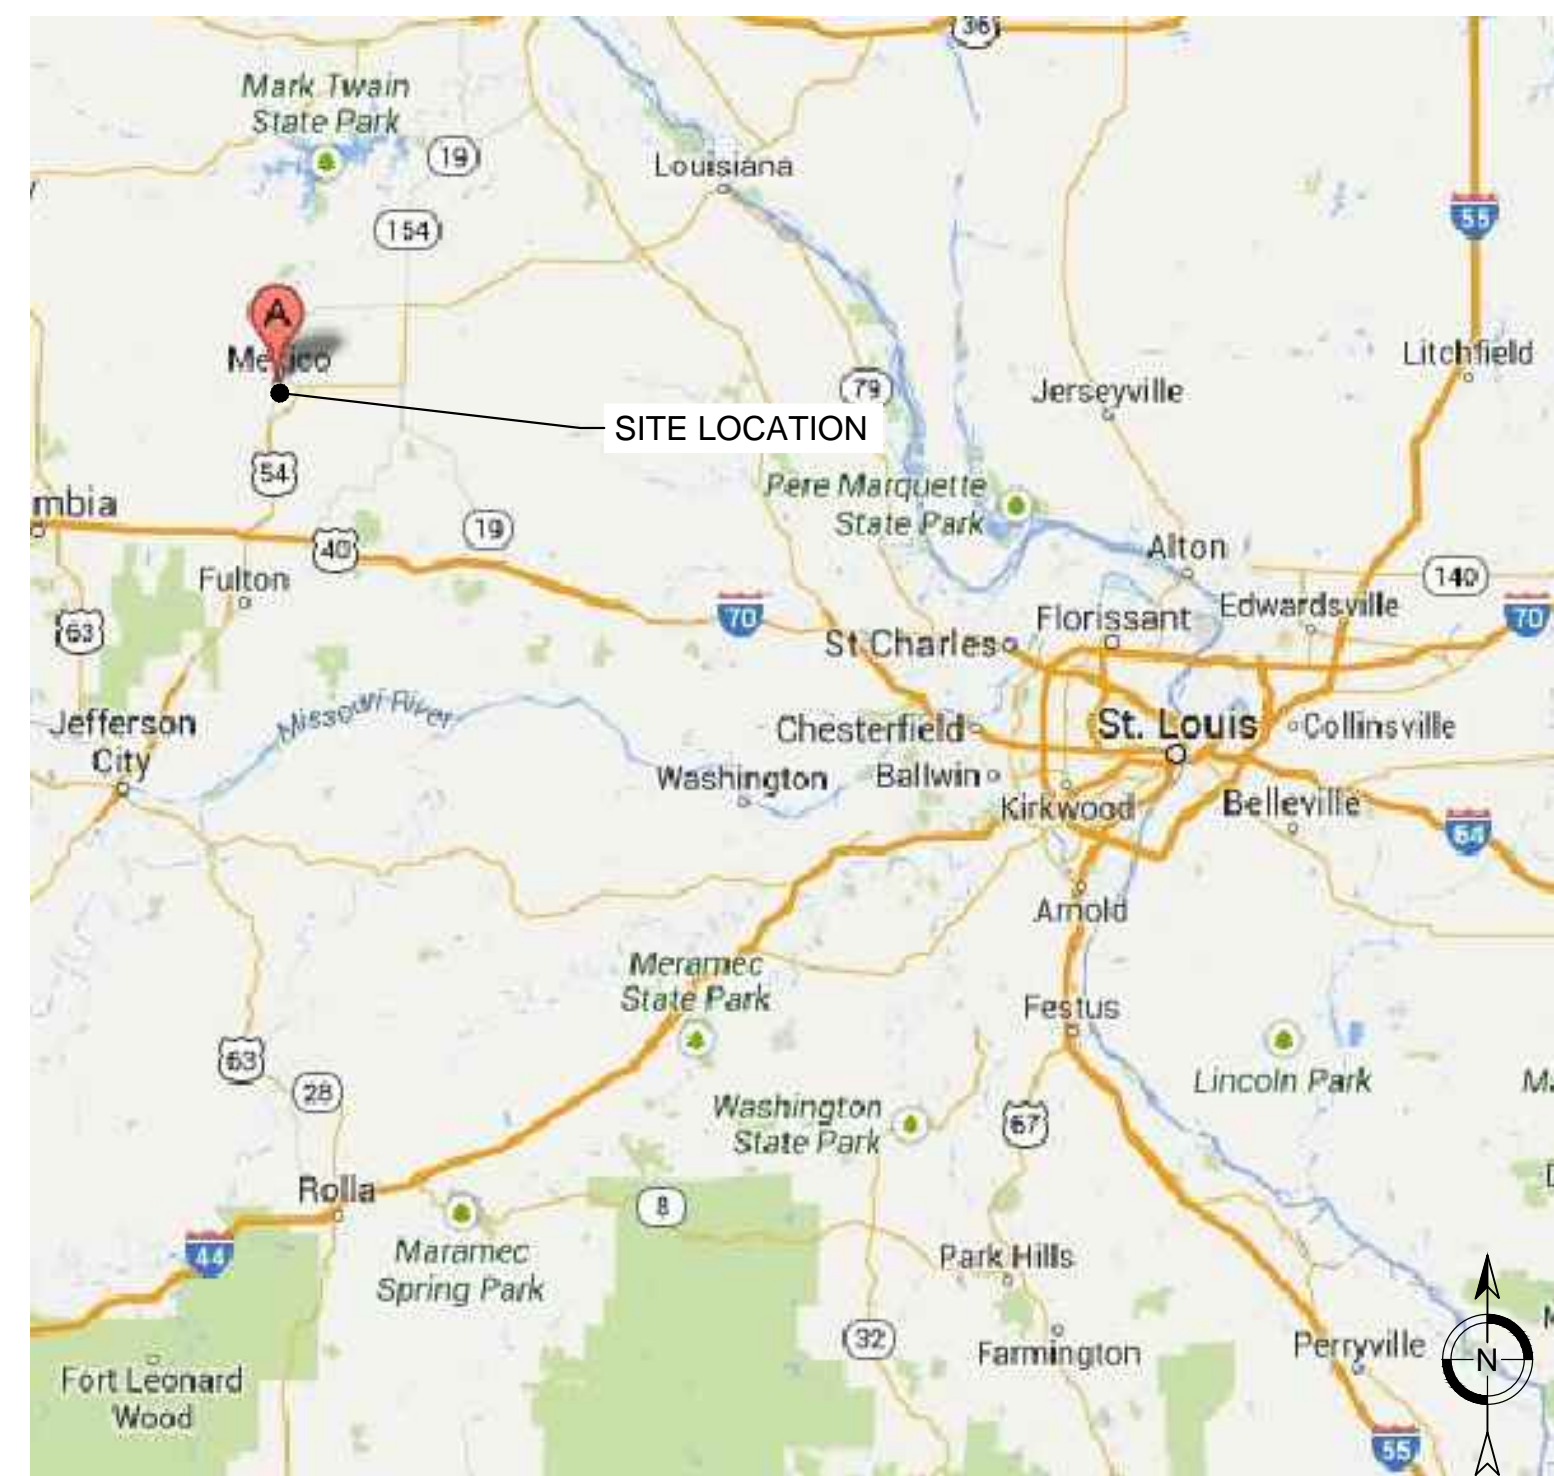 36
Mark Twain
State Park
19
Louisiana
154
55
A
Mexico
Litchfield
79
Jerseyville
SITE LOCATION
54
Pere Marquette
State Park
mbia
19
40
Alton
140
Fulton
Edwardsville
70
70
63
Florissant
St Charles
Missouri River
Jefferson
City
Chesterfield
St. Louis
Collinsville
Washington
Ballwin
Kirkwood
Belleville
64
Arnold
Meramec
State Park
Festus
63
28
Lincoln Park
Ma
Washington
State Park
67
Rolla
8
44
Maramec
Spring Park
Park Hills
32
Farmington
Perryville
N
Fort Leonard
Wood
55